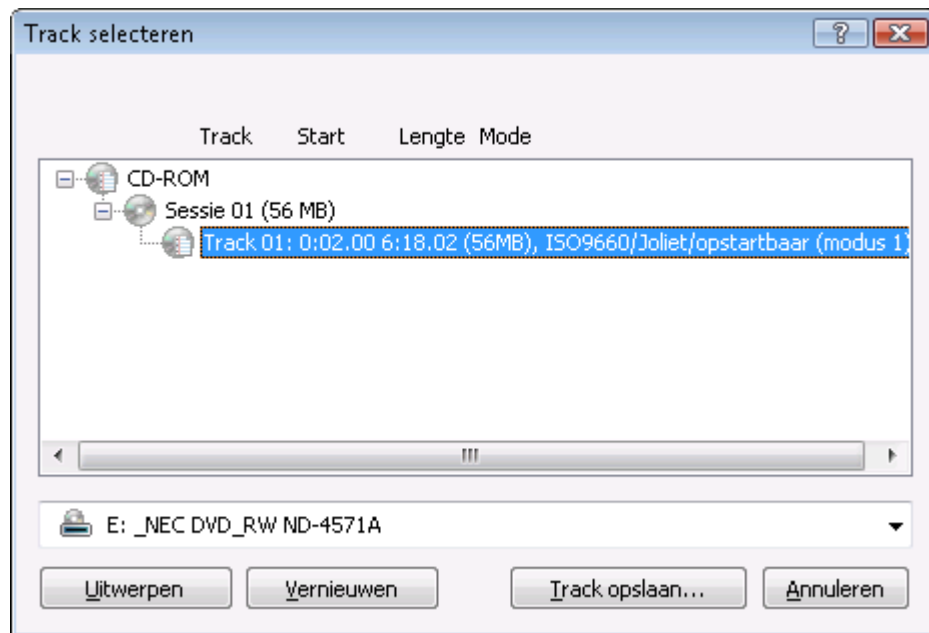 Track selecteren
Track Start Lengte Mode
CD-ROM
Sessie 01 (56 MB)
Track 01: 0:02.00 6:18.02 (56MB), ISO9660/Joliet/opstartbaar (modus 1)
E: _NEC DVD_RW ND-4571A
Uitwerpen Vernieuwen Track opslaan... Annuleren